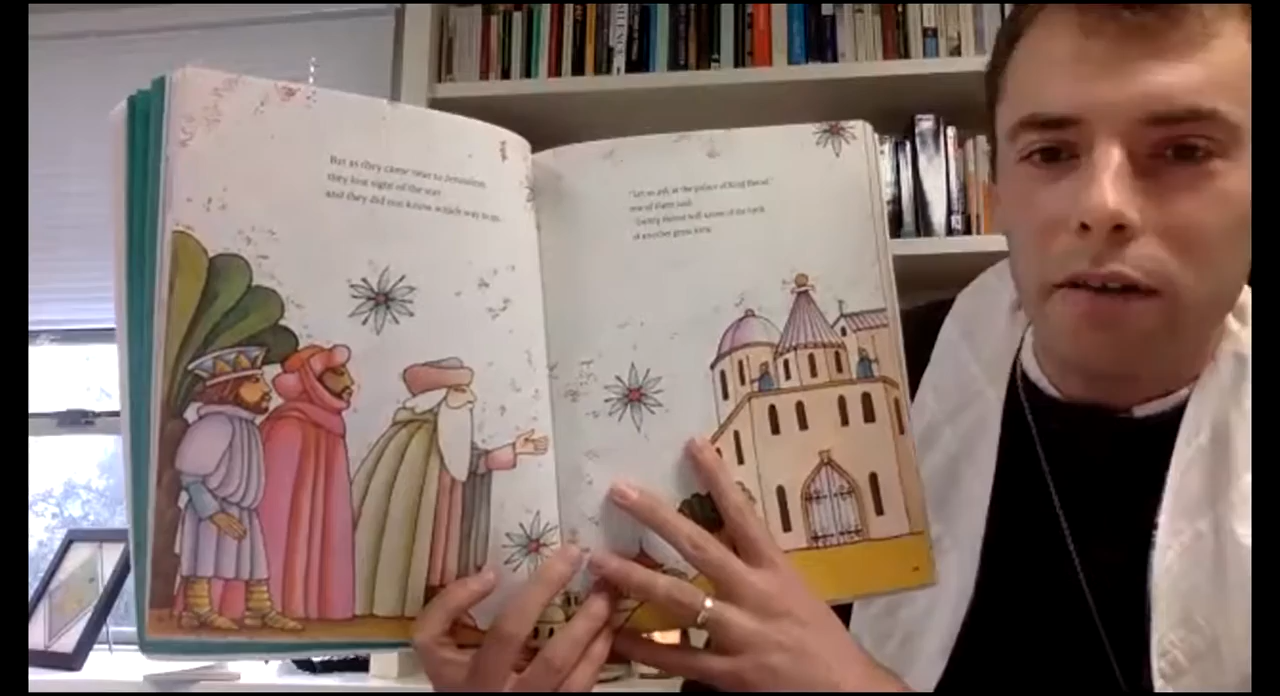 But as they came near to Jerusalem,
they lost sight of the star
and they did not know which way to go.
"Let us ask at the palace of King Herod,"
one of them said.
"Surely Herod will know of the birth
of another great king.
SILENCE